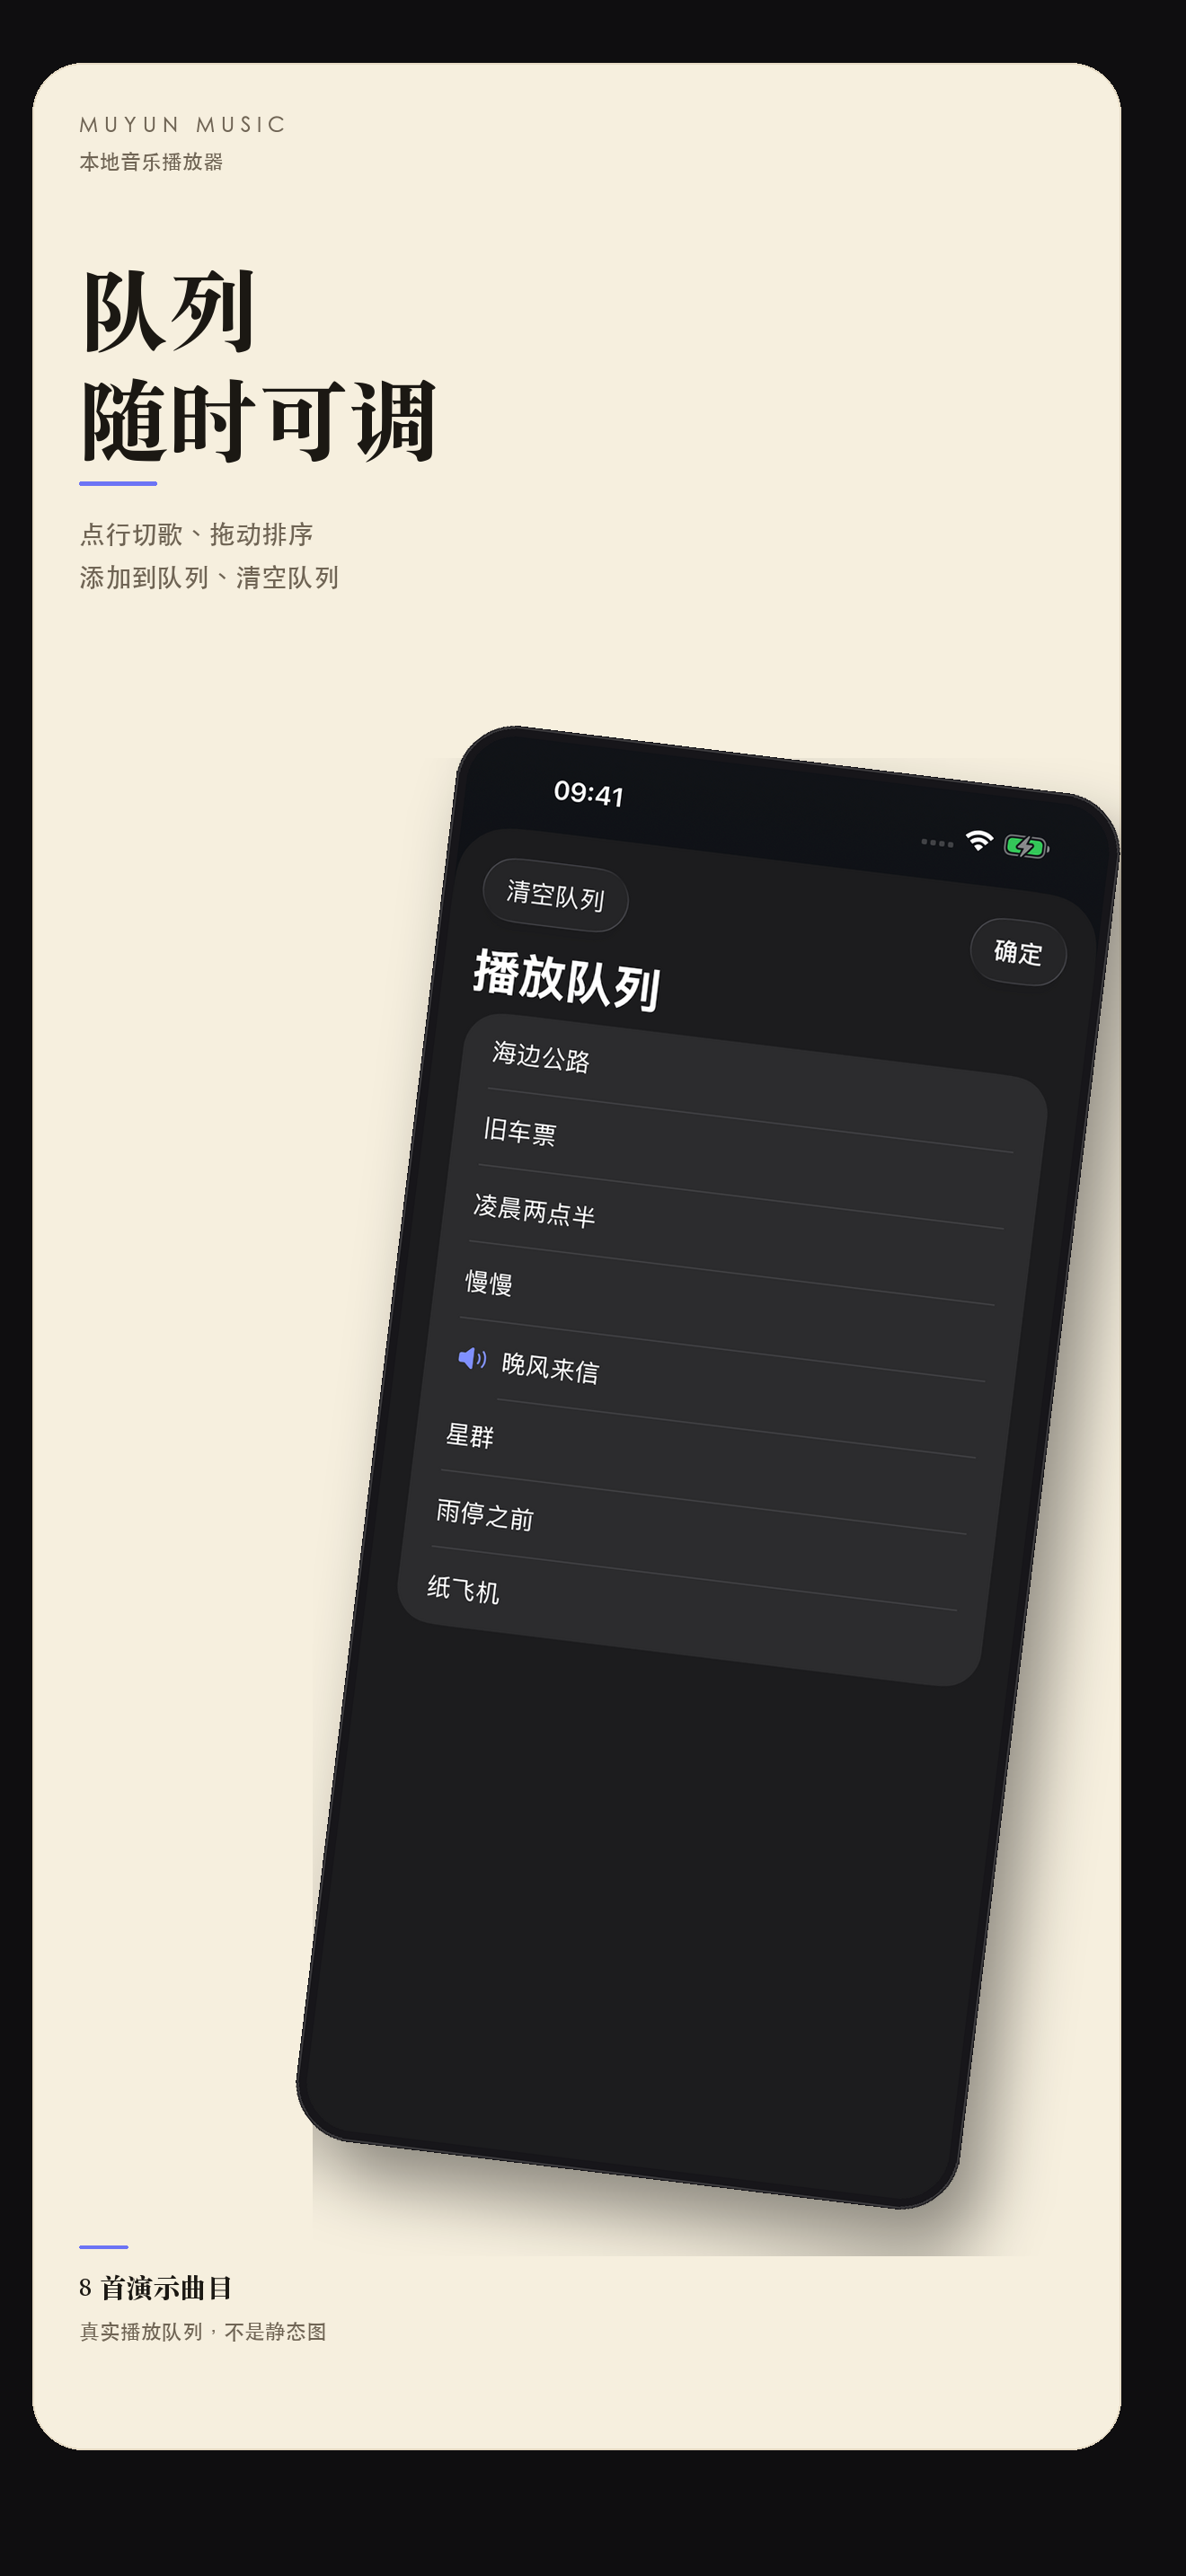 MUYUN MUSIC
本地音乐播放器
队列
随时可调
点行切歌、拖动排序
添加到队列、清空队列
09:41
清空队列
确定
播放队列
海边公路
旧车票
凌晨两点半
慢慢
晚风来信
星群
雨停之前
纸飞机
8 首演示曲目
真实播放队列，不是静态图